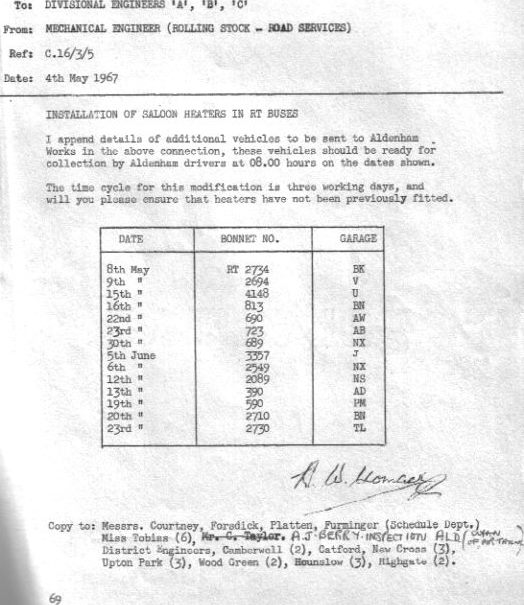 To: DIVISIONAL ENGINEERS 'A', 'B', 'C'
From: MECHANICAL ENGINEER (ROLLING STOCK - ROAD SERVICES)
Ref: C.16/3/5
Date: 4th May 1967
INSTALLATION OF SALOON HEATERS IN RT BUSES
I append details of additional vehicles to be sent to Aldenham
Works in the above connection, these vehicles should be ready for
collection by Aldenham drivers at 08.00 hours on the dates shown.
The time cycle for this modification is three working days, and
will you please ensure that heaters have not been previously fitted.
DATE BONNET NO. GARAGE
8th May RT 2734 BK
9th " 2694 V
15th " 4148 U
16th " 813 BN
22nd " 690 AW
23rd " 723 AB
30th " 689 NX
5th June 3357 J
6th " 2549 NX
12th " 2089 NS
13th " 390 AD
19th " 590 PM
20th " 2710 BN
23rd " 2730 TL
Copy to: Messrs. Courtney, Forsdick, Platten, Furminger (Schedule Dept.)
Miss Tobias (6), Mr. C. Taylor. A.J. BERRY. INSPECTION ALD
District Engineers, Camberwell (2), Catford, New Cross (3),
Upton Park (3), Wood Green (2), Hounslow (3), Highgate (2).
69